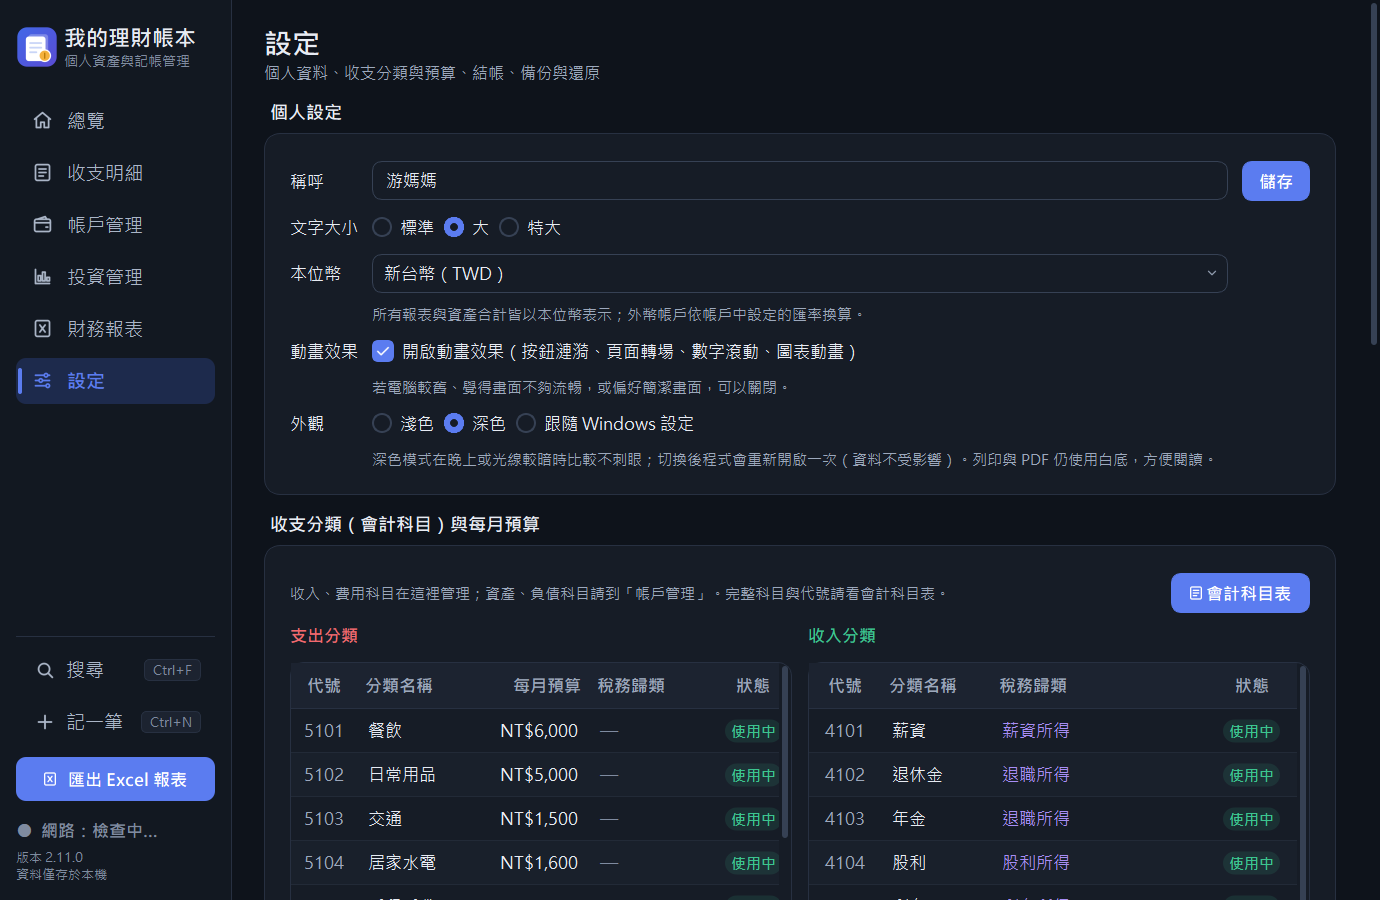 我的理財帳本
個人資產與記帳管理
總覽
收支明細
帳戶管理
投資管理
財務報表
設定
搜尋 Ctrl+F
記一筆 Ctrl+N
匯出 Excel 報表
網路：檢查中...
版本 2.11.0
資料僅存於本機
設定
個人資料、收支分類與預算、結帳、備份與還原
個人設定
稱呼 游媽媽 儲存
文字大小 標準 大 特大
本位幣 新台幣（TWD）
所有報表與資產合計皆以本位幣表示；外幣帳戶依帳戶中設定的匯率換算。
動畫效果 開啟動畫效果（按鈕漣漪、頁面轉場、數字滾動、圖表動畫）
若電腦較舊、覺得畫面不夠流暢，或偏好簡潔畫面，可以關閉。
外觀 淺色 深色 跟隨 Windows 設定
深色模式在晚上或光線較暗時比較不刺眼；切換後程式會重新開啟一次（資料不受影響）。列印與 PDF 仍使用白底，方便閱讀。
收支分類（會計科目）與每月預算
收入、費用科目在這裡管理；資產、負債科目請到「帳戶管理」。完整科目與代號請看會計科目表。
會計科目表
支出分類
代號 分類名稱 每月預算 稅務歸類 狀態
5101 餐飲 NT$6,000 — 使用中
5102 日常用品 NT$5,000 — 使用中
5103 交通 NT$1,500 — 使用中
5104 居家水電 NT$1,600 — 使用中
收入分類
代號 分類名稱 稅務歸類 狀態
4101 薪資 薪資所得 使用中
4102 退休金 退職所得 使用中
4103 年金 退職所得 使用中
4104 股利 股利所得 使用中